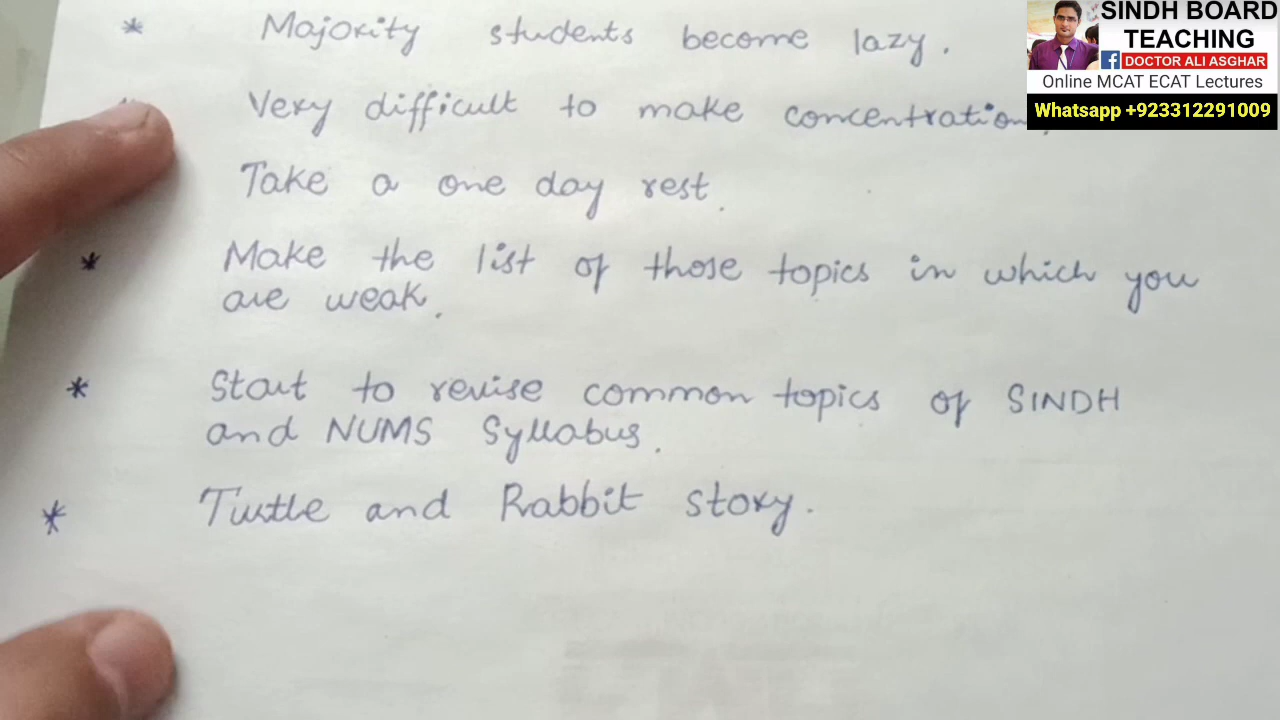 * Majority students become lazy.
Very difficult to make concentration.
Take a one day rest.
* Make the list of those topics in which you
are weak.
* Start to revise common topics of SINDH
and NUMS Syllabus.
* Turtle and Rabbit story.
SINDH BOARD
TEACHING
f DOCTOR ALI ASGHAR
Online MCAT ECAT Lectures
Whatsapp +923312291009